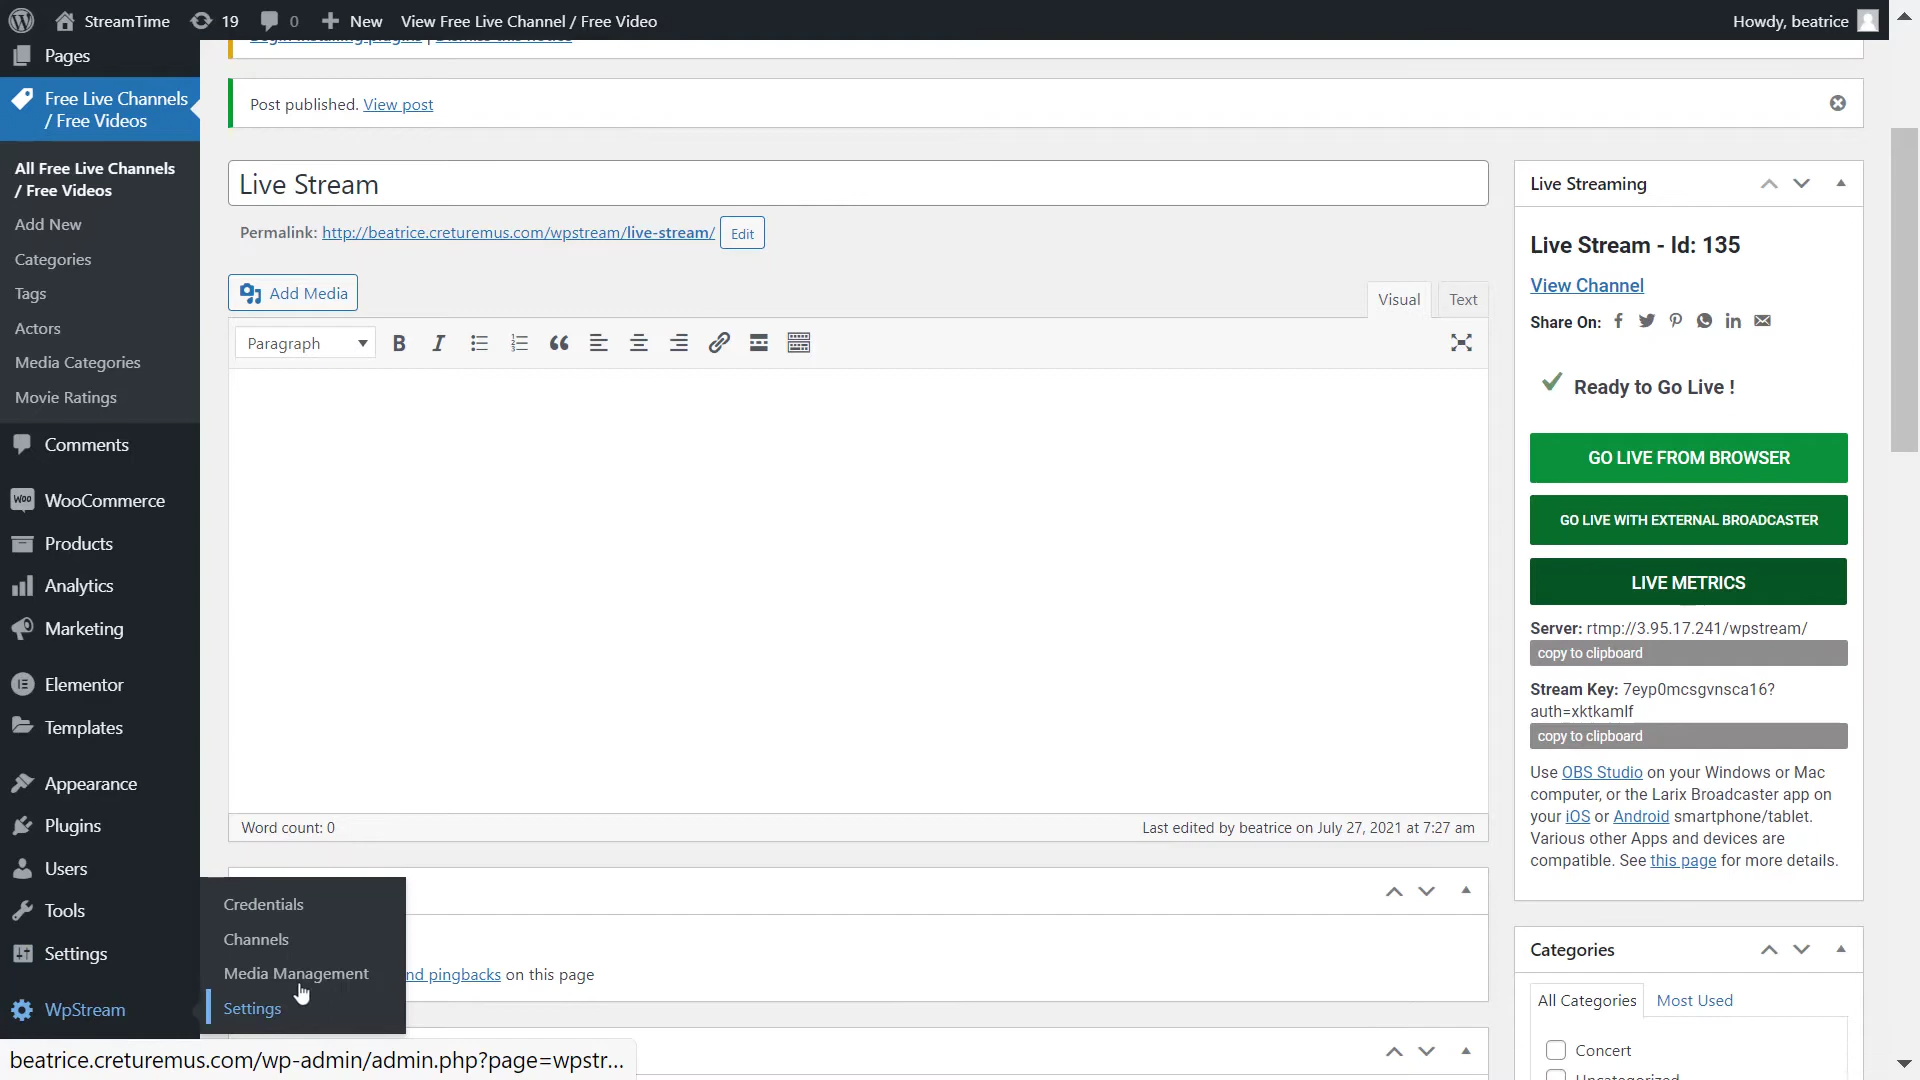 StreamTime
19
0
New
View Free Live Channel / Free Video
Howdy, beatrice
Pages
Free Live Channels
/ Free Videos
All Free Live Channels
/ Free Videos
Add New
Categories
Tags
Actors
Media Categories
Movie Ratings
Comments
WooCommerce
Products
Analytics
Marketing
Elementor
Templates
Appearance
Plugins
Users
Tools
Settings
WpStream
Credentials
Channels
Media Management
Settings
beatrice.creturemus.com/wp-admin/admin.php?page=wpstr...
Begin installing plugins | Dismiss this notice
Post published. View post
Live Stream
Permalink: http://beatrice.creturemus.com/wpstream/live-stream/ Edit
Add Media
Visual
Text
Paragraph
Word count: 0
Last edited by beatrice on July 27, 2021 at 7:27 am
nd pingbacks on this page
Live Streaming
Live Stream - Id: 135
View Channel
Share On:
Ready to Go Live !
GO LIVE FROM BROWSER
GO LIVE WITH EXTERNAL BROADCASTER
LIVE METRICS
Server: rtmp://3.95.17.241/wpstream/
copy to clipboard
Stream Key: 7eyp0mcsgvnsca16?
auth=xktkamlf
copy to clipboard
Use OBS Studio on your Windows or Mac
computer, or the Larix Broadcaster app on
your iOS or Android smartphone/tablet.
Various other Apps and devices are
compatible. See this page for more details.
Categories
All Categories
Most Used
Concert
Uncategorized